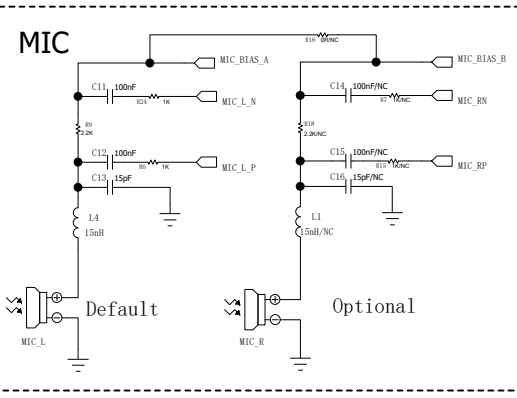 MIC
R16 0R/NC
MIC_BIAS_A
MIC_BIAS_B
C11 100nF
R24 1K
MIC_L_N
C14 100nF/NC
R7 1K/NC
MIC_RN
R9
2.2K
R18
2.2K/NC
C12 100nF
R6 1K
MIC_L_P
C15 100nF/NC
R15 1K/NC
MIC_RP
C13 15pF
C16 15pF/NC
L4
15nH
L1
15nH/NC
Default
Optional
MIC_L
MIC_R